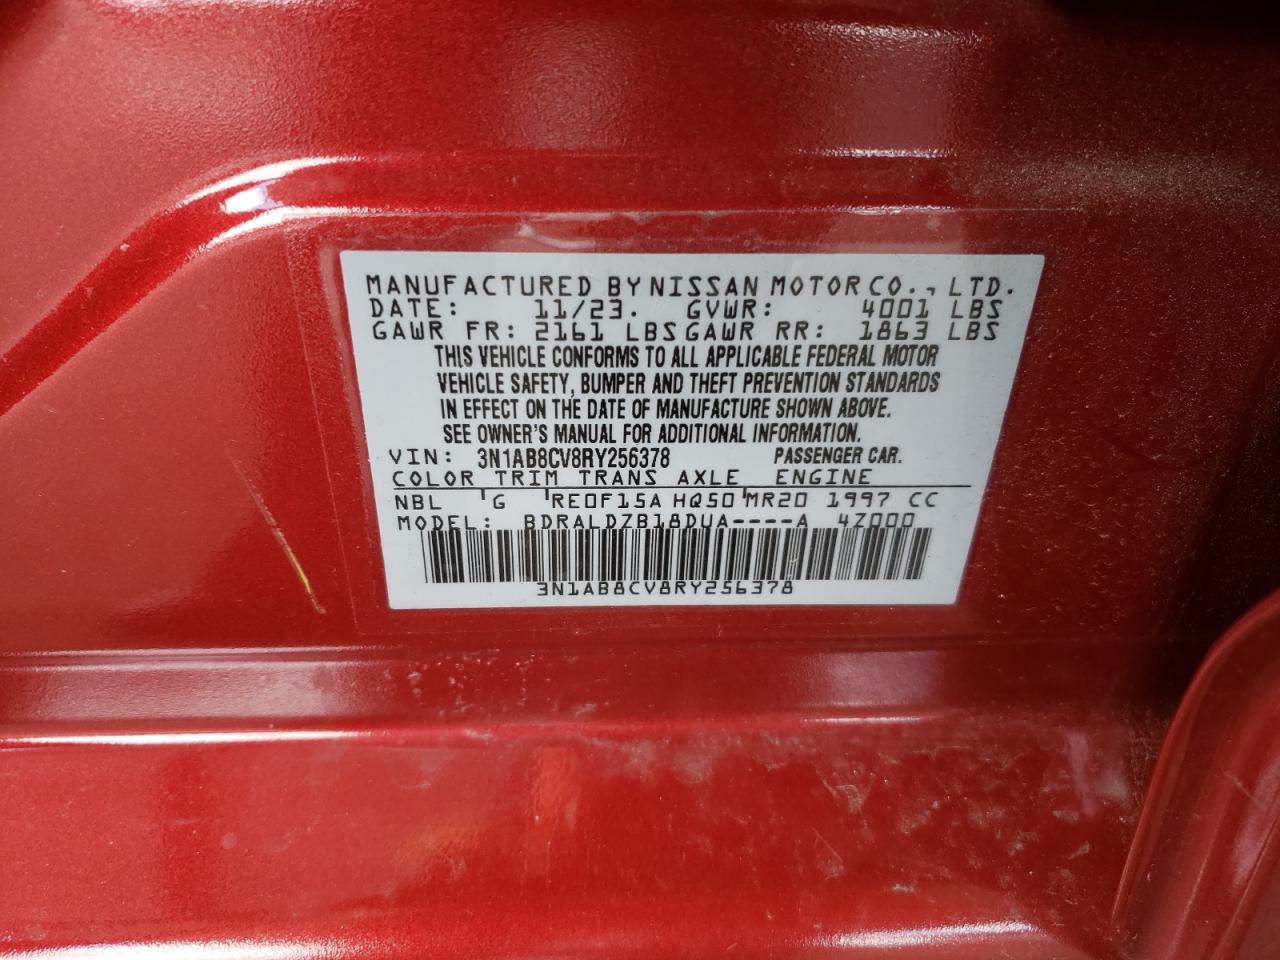 MANUFACTURED BY NISSAN MOTOR CO., LTD.
DATE: 11/23. GVWR: 4001 LBS
GAWR FR: 2161 LBS GAWR RR: 1863 LBS
THIS VEHICLE CONFORMS TO ALL APPLICABLE FEDERAL MOTOR
VEHICLE SAFETY, BUMPER AND THEFT PREVENTION STANDARDS
IN EFFECT ON THE DATE OF MANUFACTURE SHOWN ABOVE.
SEE OWNER'S MANUAL FOR ADDITIONAL INFORMATION.
VIN: 3N1AB8CV8RY256378 PASSENGER CAR.
COLOR TRIM TRANS AXLE ENGINE
NBL G RE0F15A HQ50 MR20 1997 CC
MODEL: BDRALDZB18DUA----A 4Z000
3N1AB8CV8RY256378